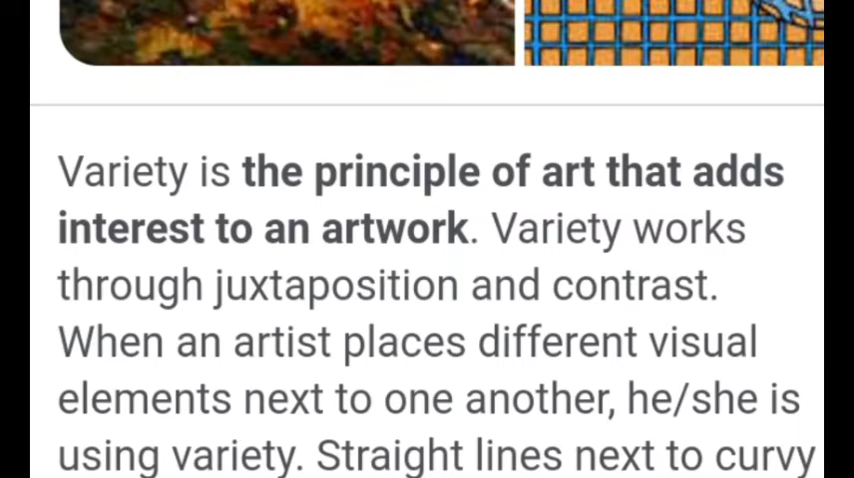 Variety is the principle of art that adds
interest to an artwork. Variety works
through juxtaposition and contrast.
When an artist places different visual
elements next to one another, he/she is
using variety. Straight lines next to curvy